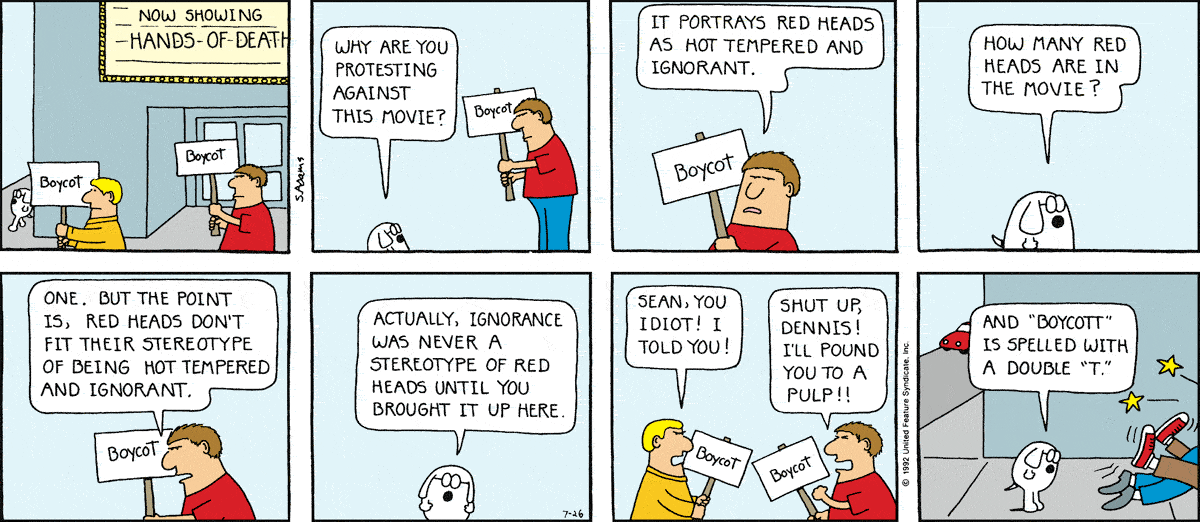 NOW SHOWING
HANDS-OF-DEATH
Boycot
Boycot
S.Adams
WHY ARE YOU
PROTESTING
AGAINST
THIS MOVIE?
Boycot
IT PORTRAYS RED HEADS
AS HOT TEMPERED AND
IGNORANT.
Boycot
HOW MANY RED
HEADS ARE IN
THE MOVIE?
ONE. BUT THE POINT
IS, RED HEADS DON'T
FIT THEIR STEREOTYPE
OF BEING HOT TEMPERED
AND IGNORANT.
Boycot
ACTUALLY, IGNORANCE
WAS NEVER A
STEREOTYPE OF RED
HEADS UNTIL YOU
BROUGHT IT UP HERE.
7-26
SEAN, YOU
IDIOT! I
TOLD YOU!
SHUT UP,
DENNIS!
I'LL POUND
YOU TO A
PULP!!
Boycot
Boycot
© 1992 United Feature Syndicate, Inc.
AND "BOYCOTT"
IS SPELLED WITH
A DOUBLE "T."